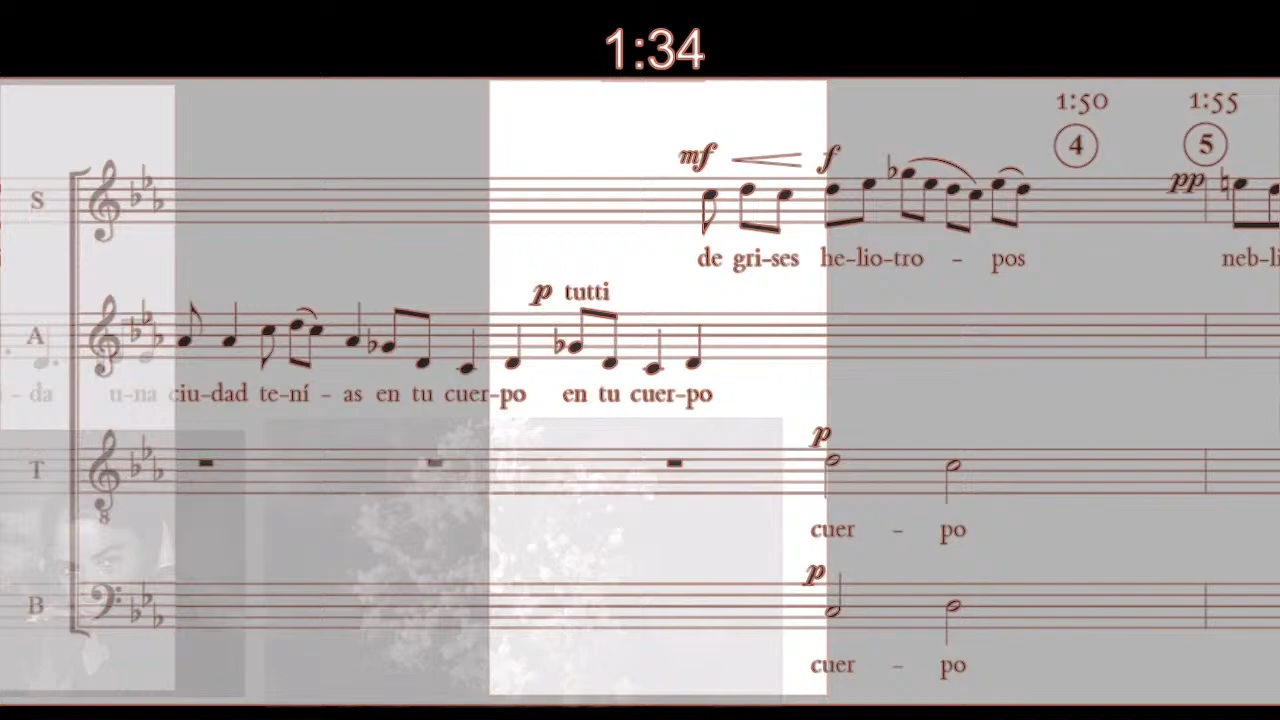 1:34
1:50 1:55
4 5
mf f pp
S
de gri-ses he-lio-tro - pos neb-li
p tutti
A
- da u-na ciu-dad te-ní - as en tu cuer-po en tu cuer-po
p
T
8
cuer - po
p
B
cuer - po